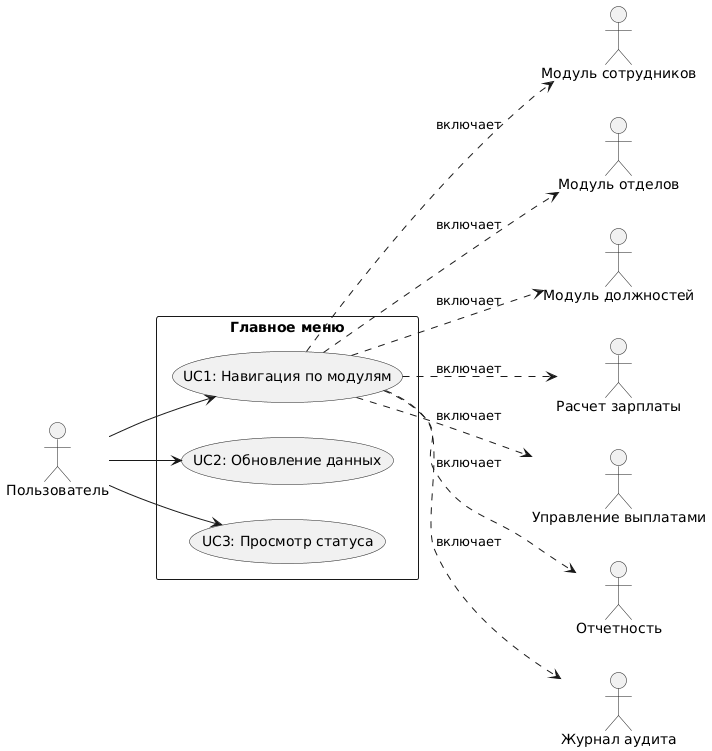 Модуль сотрудников
включает
Модуль отделов
включает
Модуль должностей
включает
Главное меню
UC1: Навигация по модулям
включает
Расчет зарплаты
включает
UC2: Обновление данных
включает
Пользователь
Управление выплатами
UC3: Просмотр статуса
включает
Отчетность
Журнал аудита